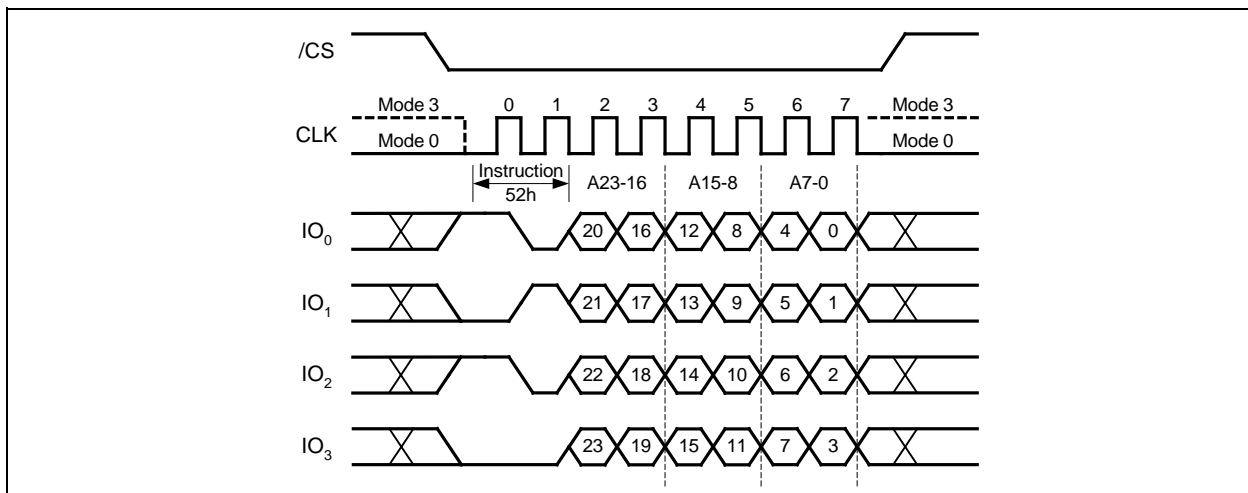 /CS
Mode 3 0 1 2 3 4 5 6 7 Mode 3
CLK
Mode 0 Mode 0
Instruction A23-16 A15-8 A7-0
52h
IO0 20 16 12 8 4 0
IO1 21 17 13 9 5 1
IO2 22 18 14 10 6 2
IO3 23 19 15 11 7 3